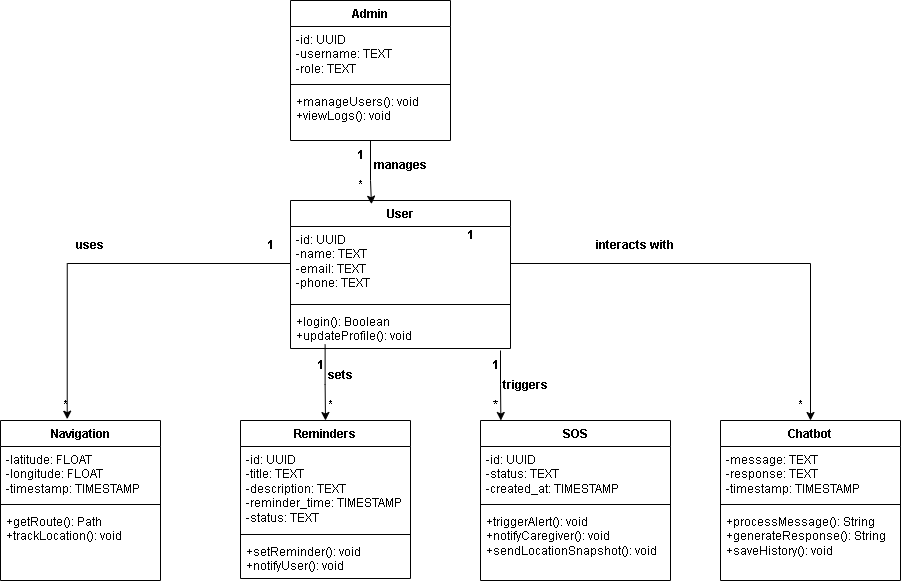 Admin
-id: UUID
-username: TEXT
-role: TEXT
+manageUsers(): void
+viewLogs(): void
1
manages
*
User
-id: UUID
-name: TEXT
-email: TEXT
-phone: TEXT
+login(): Boolean
+updateProfile(): void
uses
1
1
interacts with
1
sets
1
triggers
*
*
*
*
Navigation
-latitude: FLOAT
-longitude: FLOAT
-timestamp: TIMESTAMP
+getRoute(): Path
+trackLocation(): void
Reminders
-id: UUID
-title: TEXT
-description: TEXT
-reminder_time: TIMESTAMP
-status: TEXT
+setReminder(): void
+notifyUser(): void
SOS
-id: UUID
-status: TEXT
-created_at: TIMESTAMP
+triggerAlert(): void
+notifyCaregiver(): void
+sendLocationSnapshot(): void
Chatbot
-message: TEXT
-response: TEXT
-timestamp: TIMESTAMP
+processMessage(): String
+generateResponse(): String
+saveHistory(): void